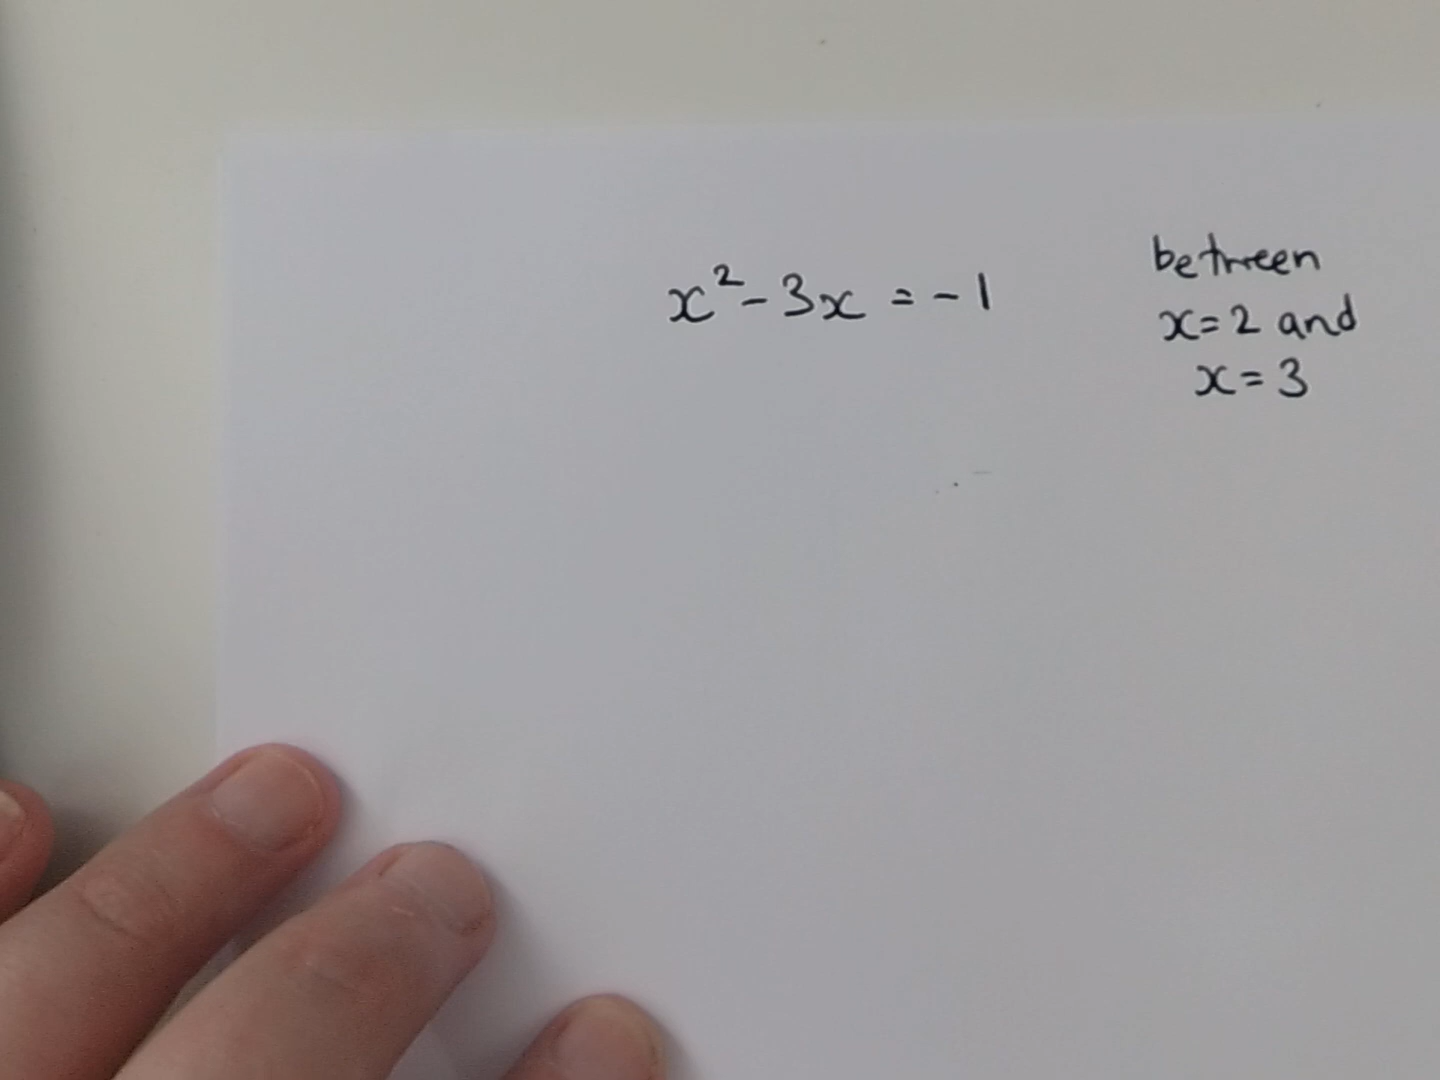 x² - 3x = -1
between
x = 2 and
x = 3